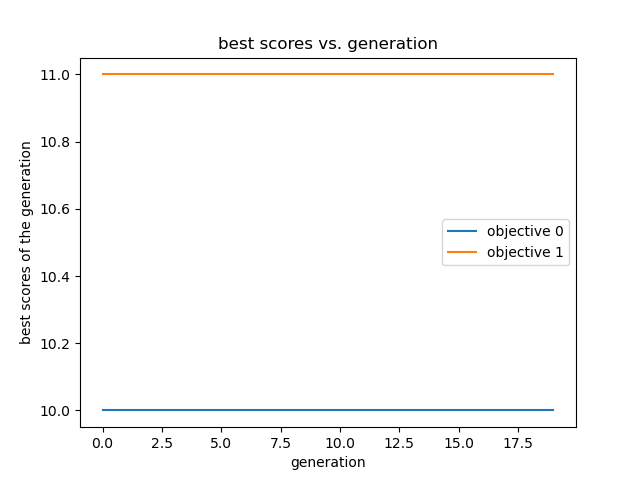 best scores vs. generation
best scores of the generation
11.0
10.8
10.6
10.4
10.2
10.0
objective 0
objective 1
0.0 2.5 5.0 7.5 10.0 12.5 15.0 17.5
generation